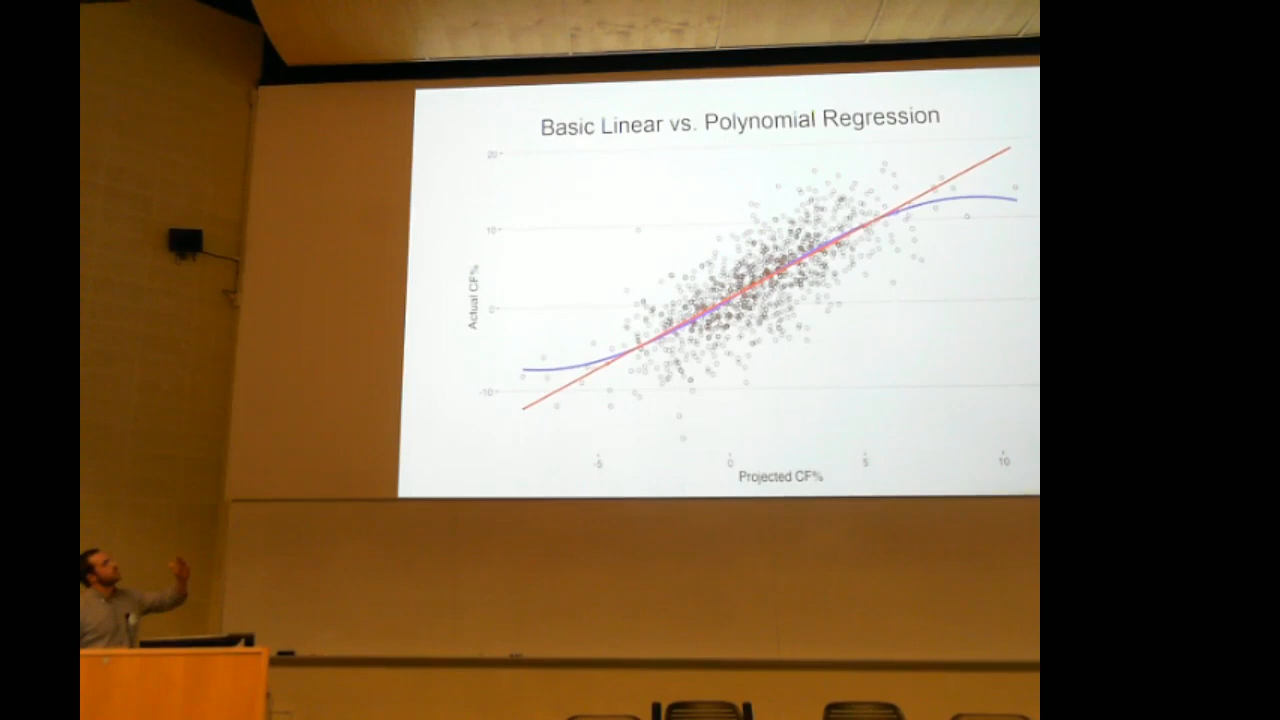 Basic Linear vs. Polynomial Regression
20
10
0
-10
Actual CF%
-5 0 5 10
Projected CF%